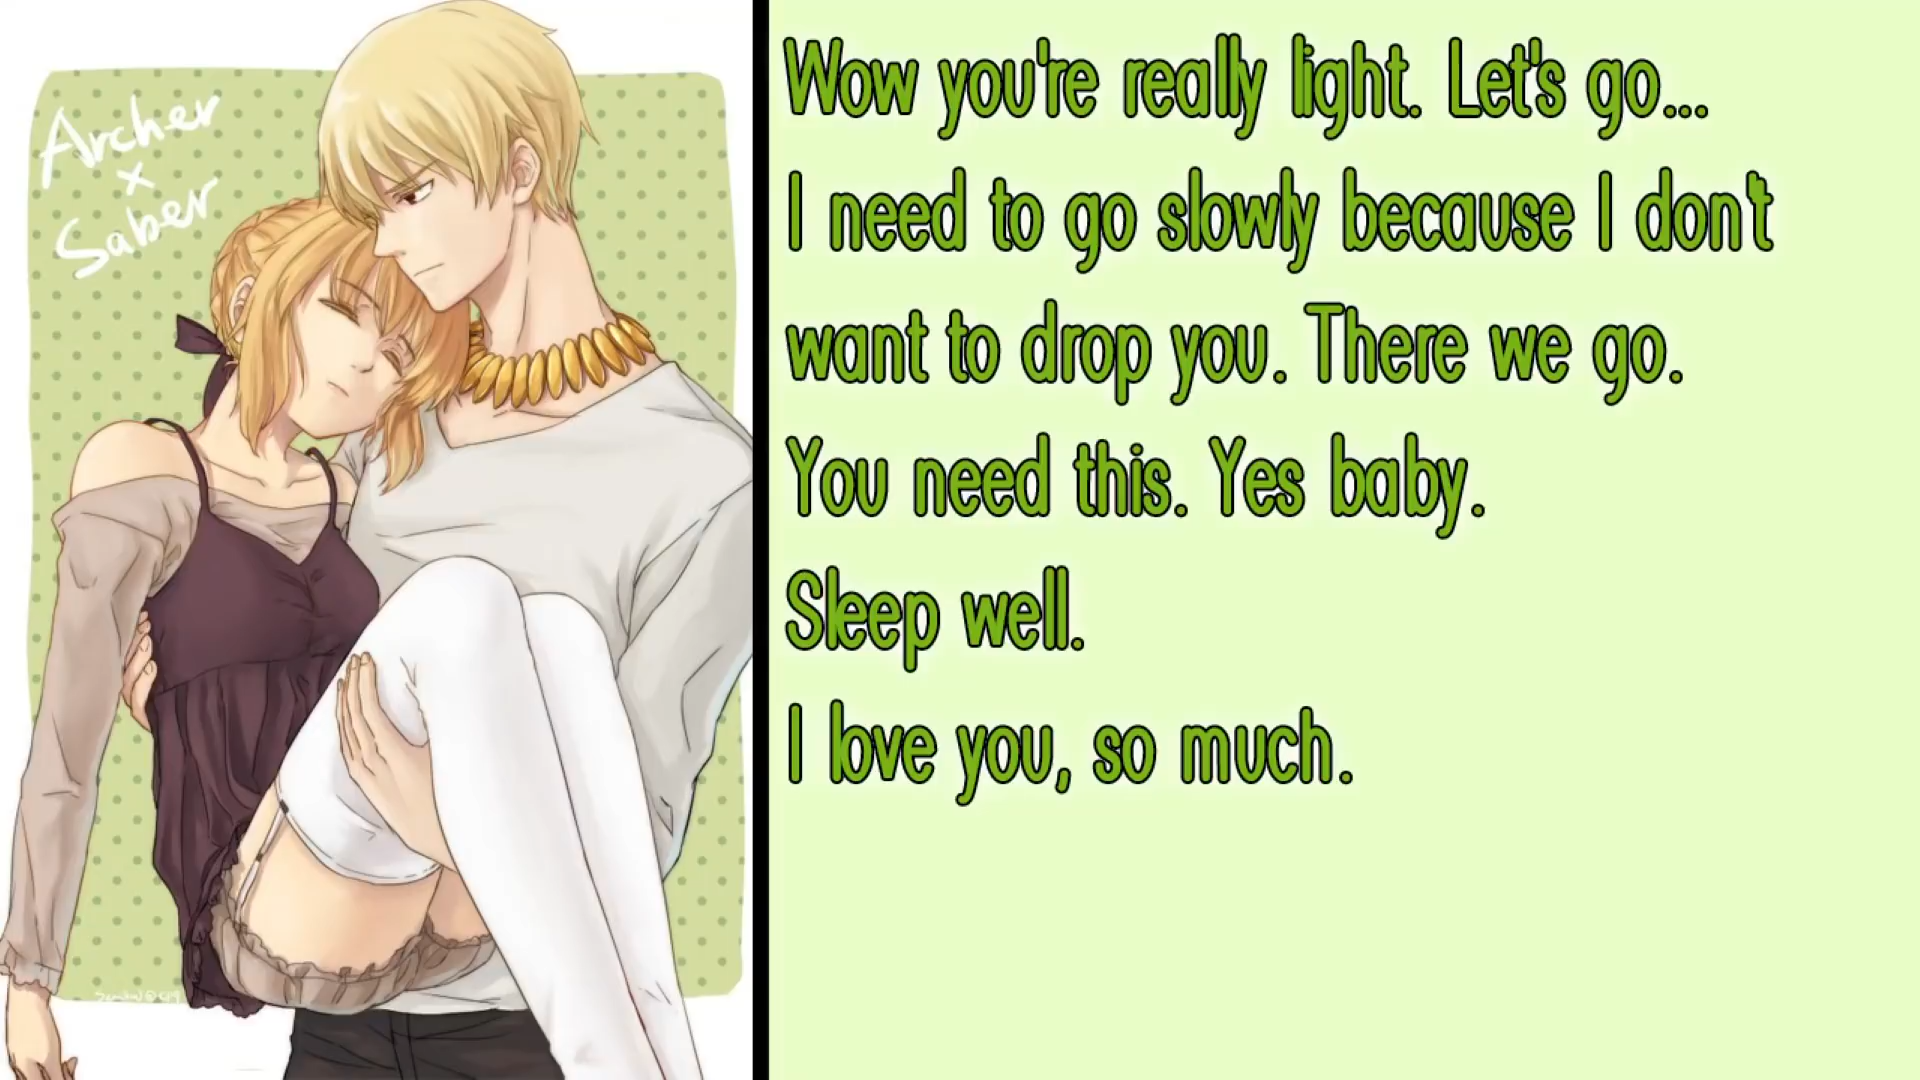 Archer
x
Saber
Wow you're really light. Let's go...
I need to go slowly because I don't
want to drop you. There we go.
You need this. Yes baby.
Sleep well.
I love you, so much.